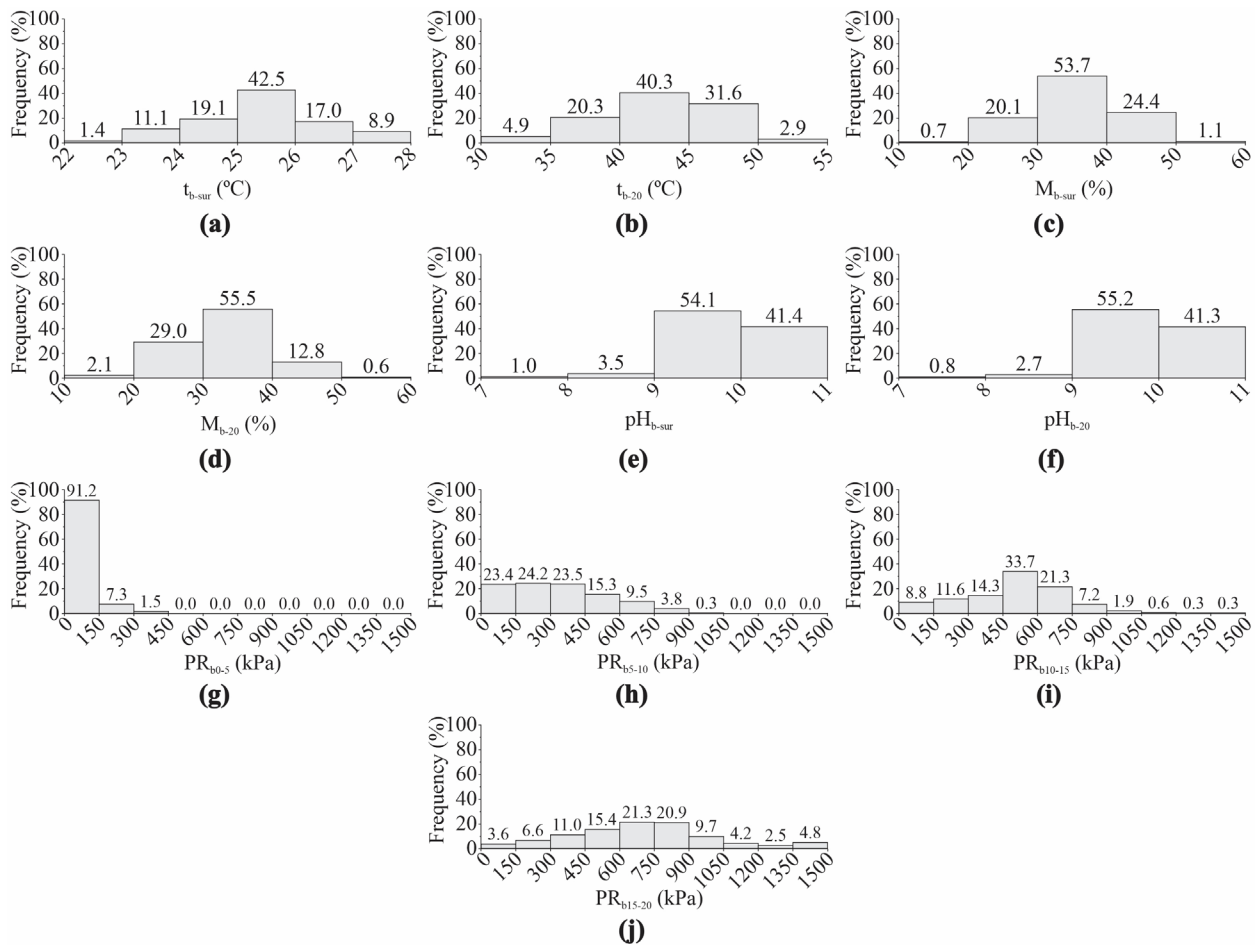 Frequency (%)
100
80
60
40
20
0
1.4 11.1 19.1 42.5 17.0 8.9
22 23 24 25 26 27 28
tb-sur (ºC)
(a)
Frequency (%)
100
80
60
40
20
0
4.9 20.3 40.3 31.6 2.9
30 35 40 45 50 55
tb-20 (ºC)
(b)
Frequency (%)
100
80
60
40
20
0
0.7 20.1 53.7 24.4 1.1
10 20 30 40 50 60
Mb-sur (%)
(c)
Frequency (%)
100
80
60
40
20
0
2.1 29.0 55.5 12.8 0.6
10 20 30 40 50 60
Mb-20 (%)
(d)
Frequency (%)
100
80
60
40
20
0
1.0 3.5 54.1 41.4
7 8 9 10 11
pHb-sur
(e)
Frequency (%)
100
80
60
40
20
0
0.8 2.7 55.2 41.3
7 8 9 10 11
pHb-20
(f)
Frequency (%)
100
80
60
40
20
0
91.2 7.3 1.5 0.0 0.0 0.0 0.0 0.0 0.0 0.0
0 150 300 450 600 750 900 1050 1200 1350 1500
PRb0-5 (kPa)
(g)
Frequency (%)
100
80
60
40
20
0
23.4 24.2 23.5 15.3 9.5 3.8 0.3 0.0 0.0 0.0
0 150 300 450 600 750 900 1050 1200 1350 1500
PRb5-10 (kPa)
(h)
Frequency (%)
100
80
60
40
20
0
8.8 11.6 14.3 33.7 21.3 7.2 1.9 0.6 0.3 0.3
0 150 300 450 600 750 900 1050 1200 1350 1500
PRb10-15 (kPa)
(i)
Frequency (%)
100
80
60
40
20
0
3.6 6.6 11.0 15.4 21.3 20.9 9.7 4.2 2.5 4.8
0 150 300 450 600 750 900 1050 1200 1350 1500
PRb15-20 (kPa)
(j)